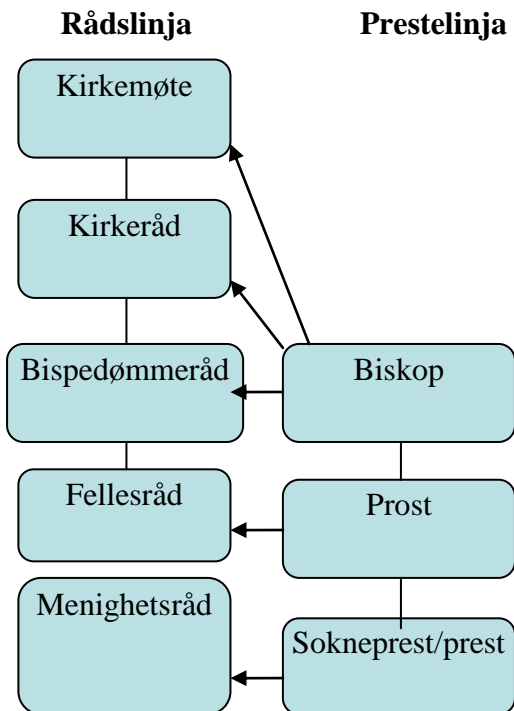 Rådslinja
Prestelinja
Kirkemøte
Kirkeråd
Bispedømmeråd
Biskop
Fellesråd
Prost
Menighetsråd
Sokneprest/prest